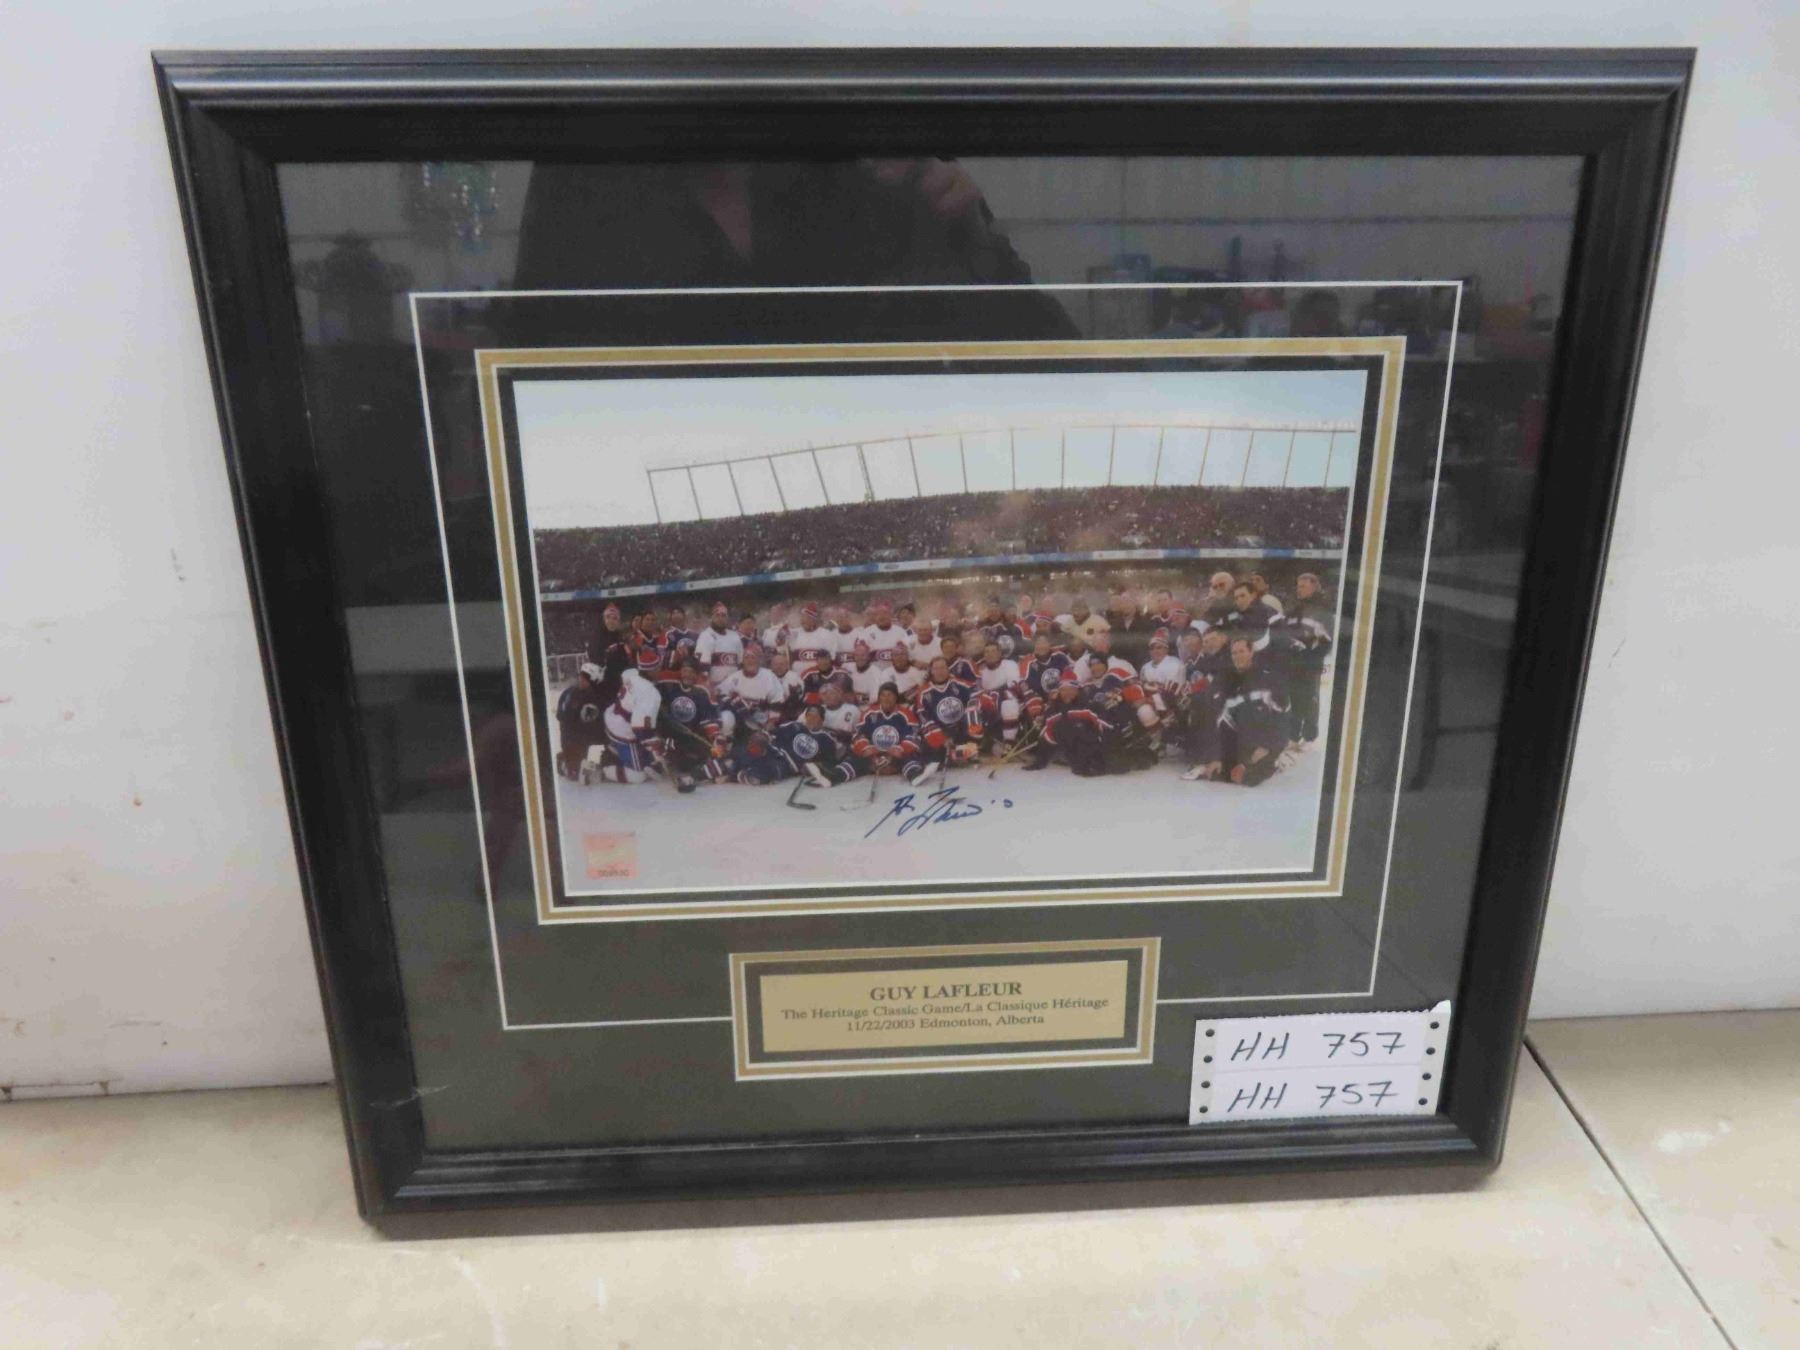 GUY LAFLEUR
The Heritage Classic Game/La Classique Héritage
11/22/2003 Edmonton, Alberta
HH 757
HH 757